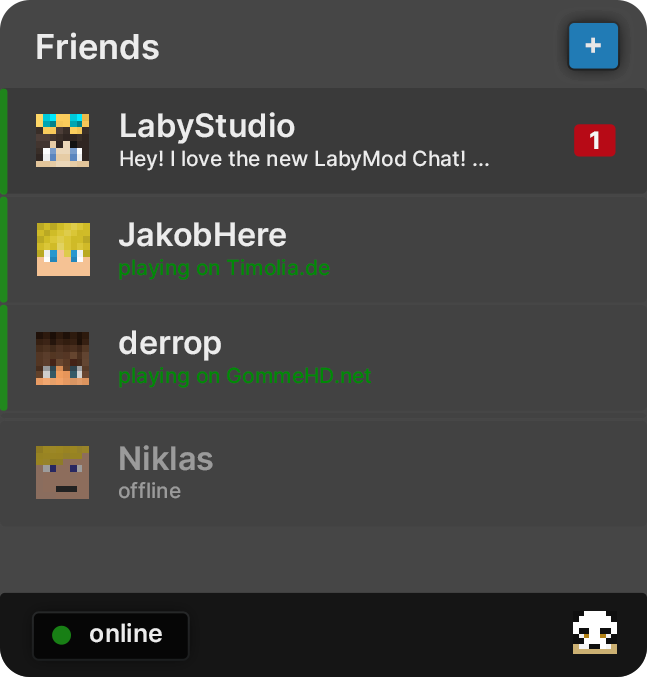 Friends
+
LabyStudio
Hey! I love the new LabyMod Chat! ...
1
JakobHere
playing on Timolia.de
derrop
playing on GommeHD.net
Niklas
offline
online